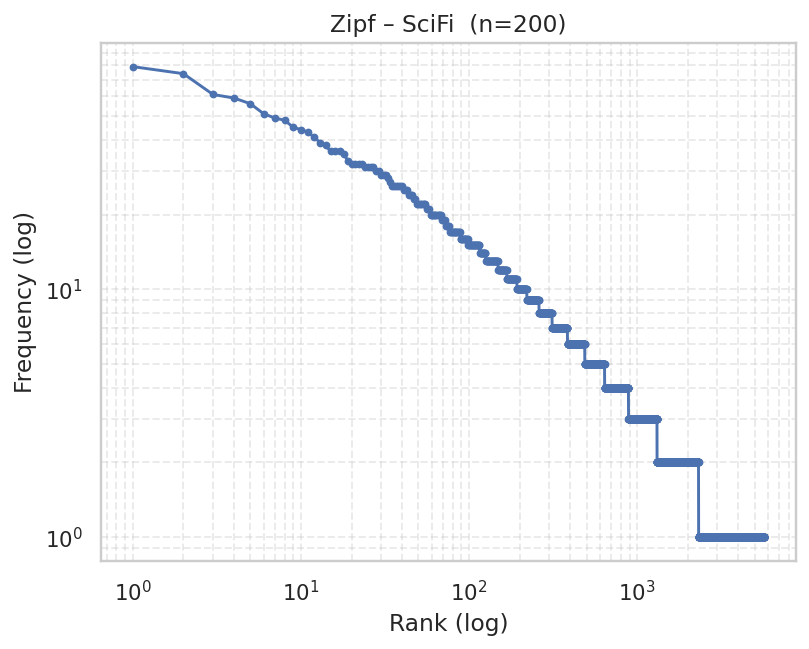 Zipf – SciFi  (n=200)
Frequency (log)
10¹
10⁰
10⁰ 10¹ 10² 10³
Rank (log)